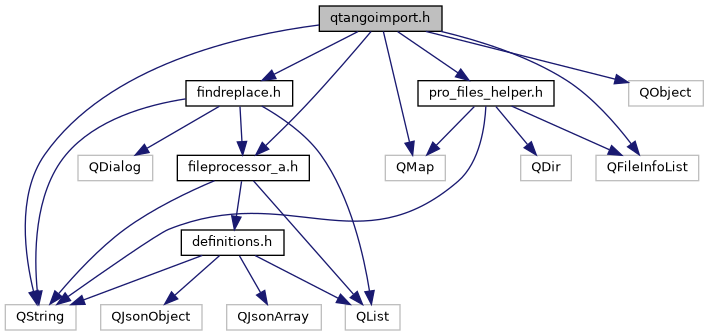 qtangoimport.h
findreplace.h
pro_files_helper.h
QObject
QDialog
fileprocessor_a.h
QMap
QDir
QFileInfoList
definitions.h
QString
QJsonObject
QJsonArray
QList